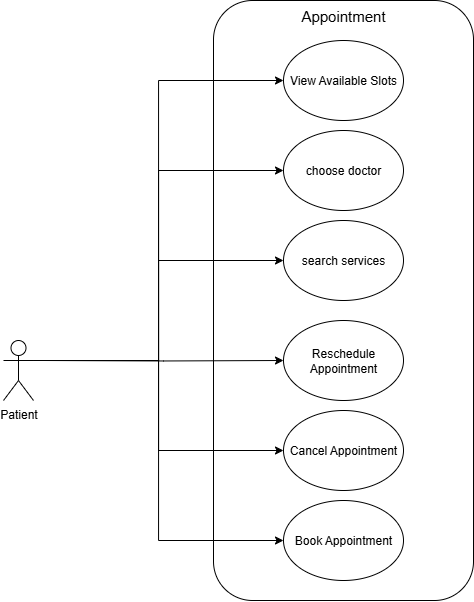 Appointment
View Available Slots
choose doctor
search services
Reschedule
Appointment
Patient
Cancel Appointment
Book Appointment